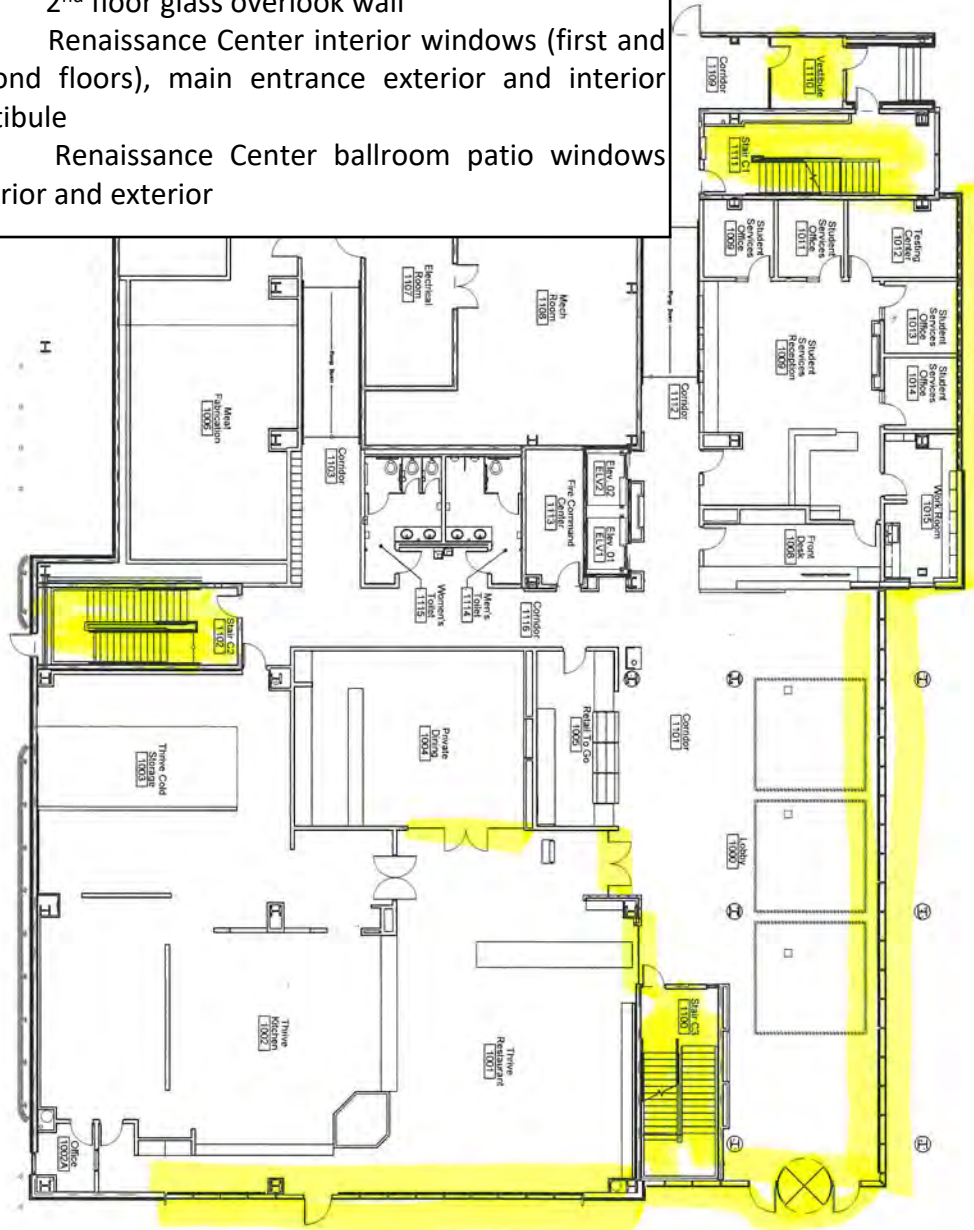 2nd floor glass overlook wall
Renaissance Center interior windows (first and
floors), main entrance exterior and interior
Renaissance Center ballroom patio windows
and exterior
Corridor
1109
Vestibule
1110
Stair C1
1111
Student
Services
Office
1009
Student
Services
Office
1011
Testing
Center
1012
Electrical
Room
1107
Mech
Room
1108
Student
Services
Reception
1009
Student
Services
Office
1013
Student
Services
Office
1014
Corridor
1112
Meat
Fabrication
1006
Corridor
1103
Fire Command
Center
1113
Elev. 02
ELV2
Elev. 01
ELV1
Work Room
1015
Front
Desk
1008
Women's
Toilet
1115
Men's
Toilet
1114
Corridor
1116
Stair C2
1102
Thrive Cold
Storage
1003
Private
Dining
1004
Retail To Go
1005
Corridor
1101
Lobby
1000
Thrive
Kitchen
1002
Thrive
Restaurant
1001
Stair C3
1100
Office
1002A